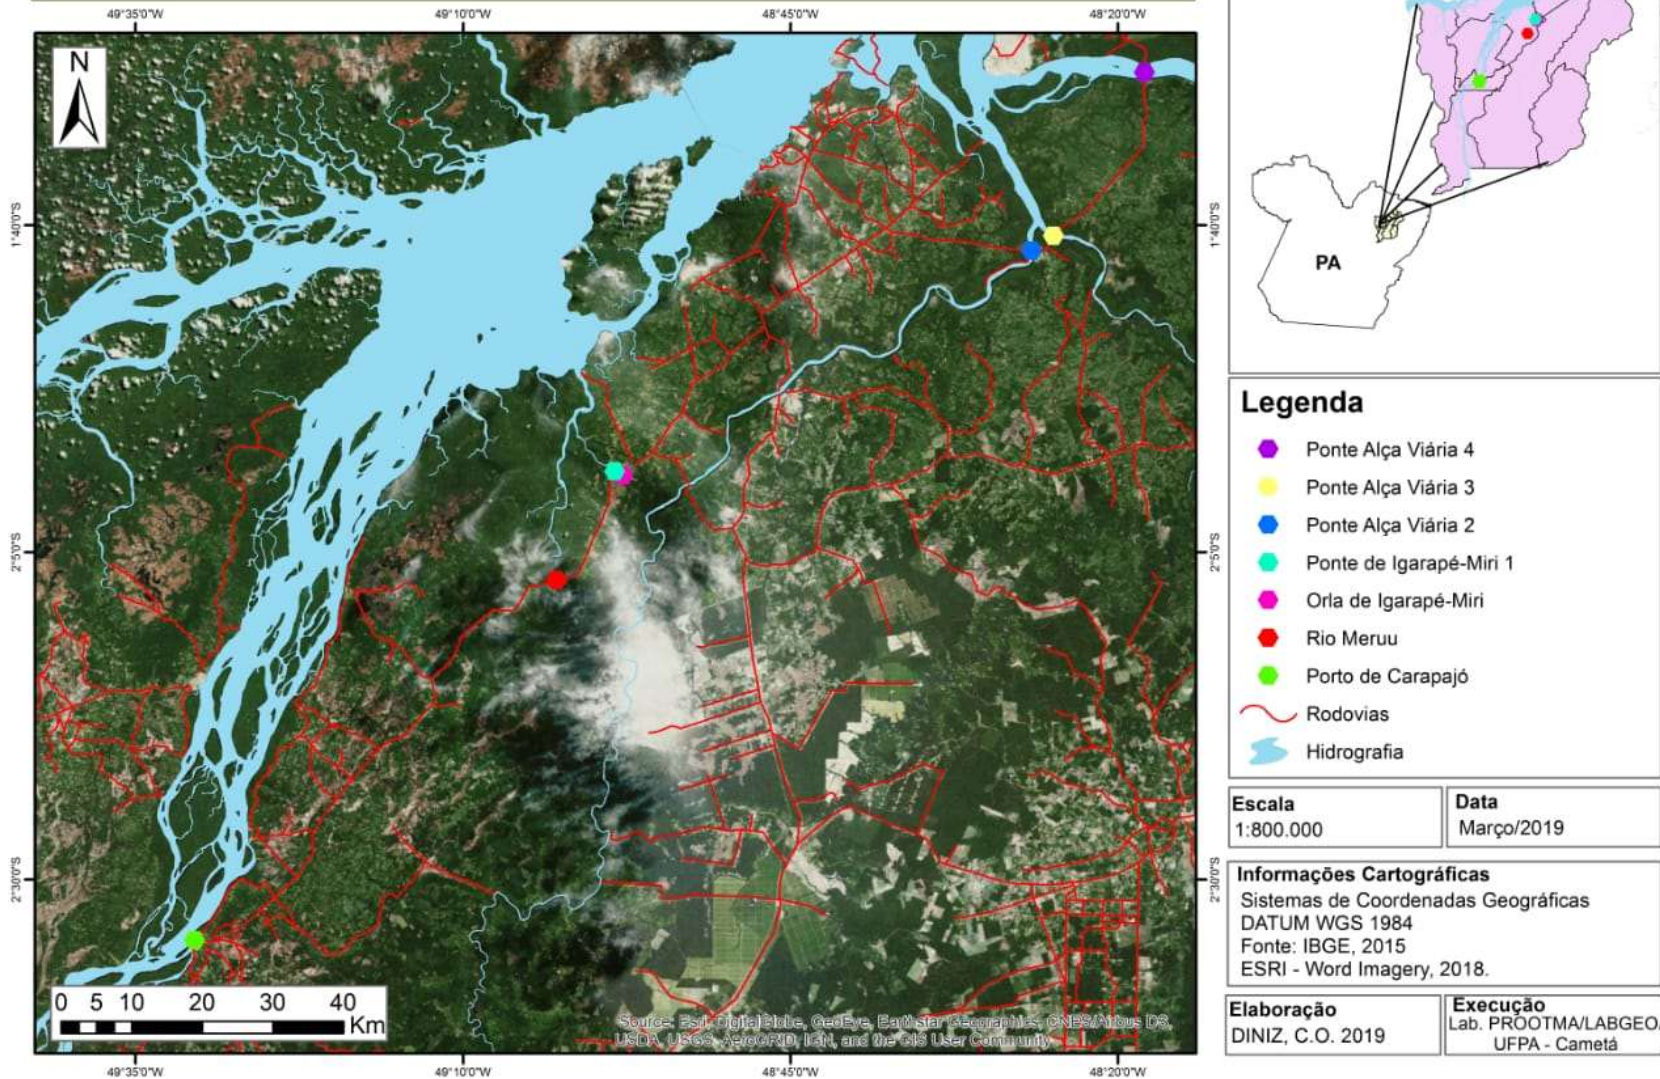 49°35'0"W 49°10'0"W 48°45'0"W 48°20'0"W
N
1°40'0"S 1°40'0"S
PA
2°5'0"S 2°5'0"S
2°30'0"S 2°30'0"S
0 5 10 20 30 40
Km
Source: Esri, DigitalGlobe, GeoEye, Earthstar Geographics, CNES/Airbus DS,
USDA, USGS, AeroGRID, IGN, and the GIS User Community
49°35'0"W 49°10'0"W 48°45'0"W 48°20'0"W
Legenda
Ponte Alça Viária 4
Ponte Alça Viária 3
Ponte Alça Viária 2
Ponte de Igarapé-Miri 1
Orla de Igarapé-Miri
Rio Meruu
Porto de Carapajó
Rodovias
Hidrografia
Escala
1:800.000
Data
Março/2019
Informações Cartográficas
Sistemas de Coordenadas Geográficas
DATUM WGS 1984
Fonte: IBGE, 2015
ESRI - Word Imagery, 2018.
Elaboração
DINIZ, C.O. 2019
Execução
Lab. PROOTMA/LABGEO/
UFPA - Cametá